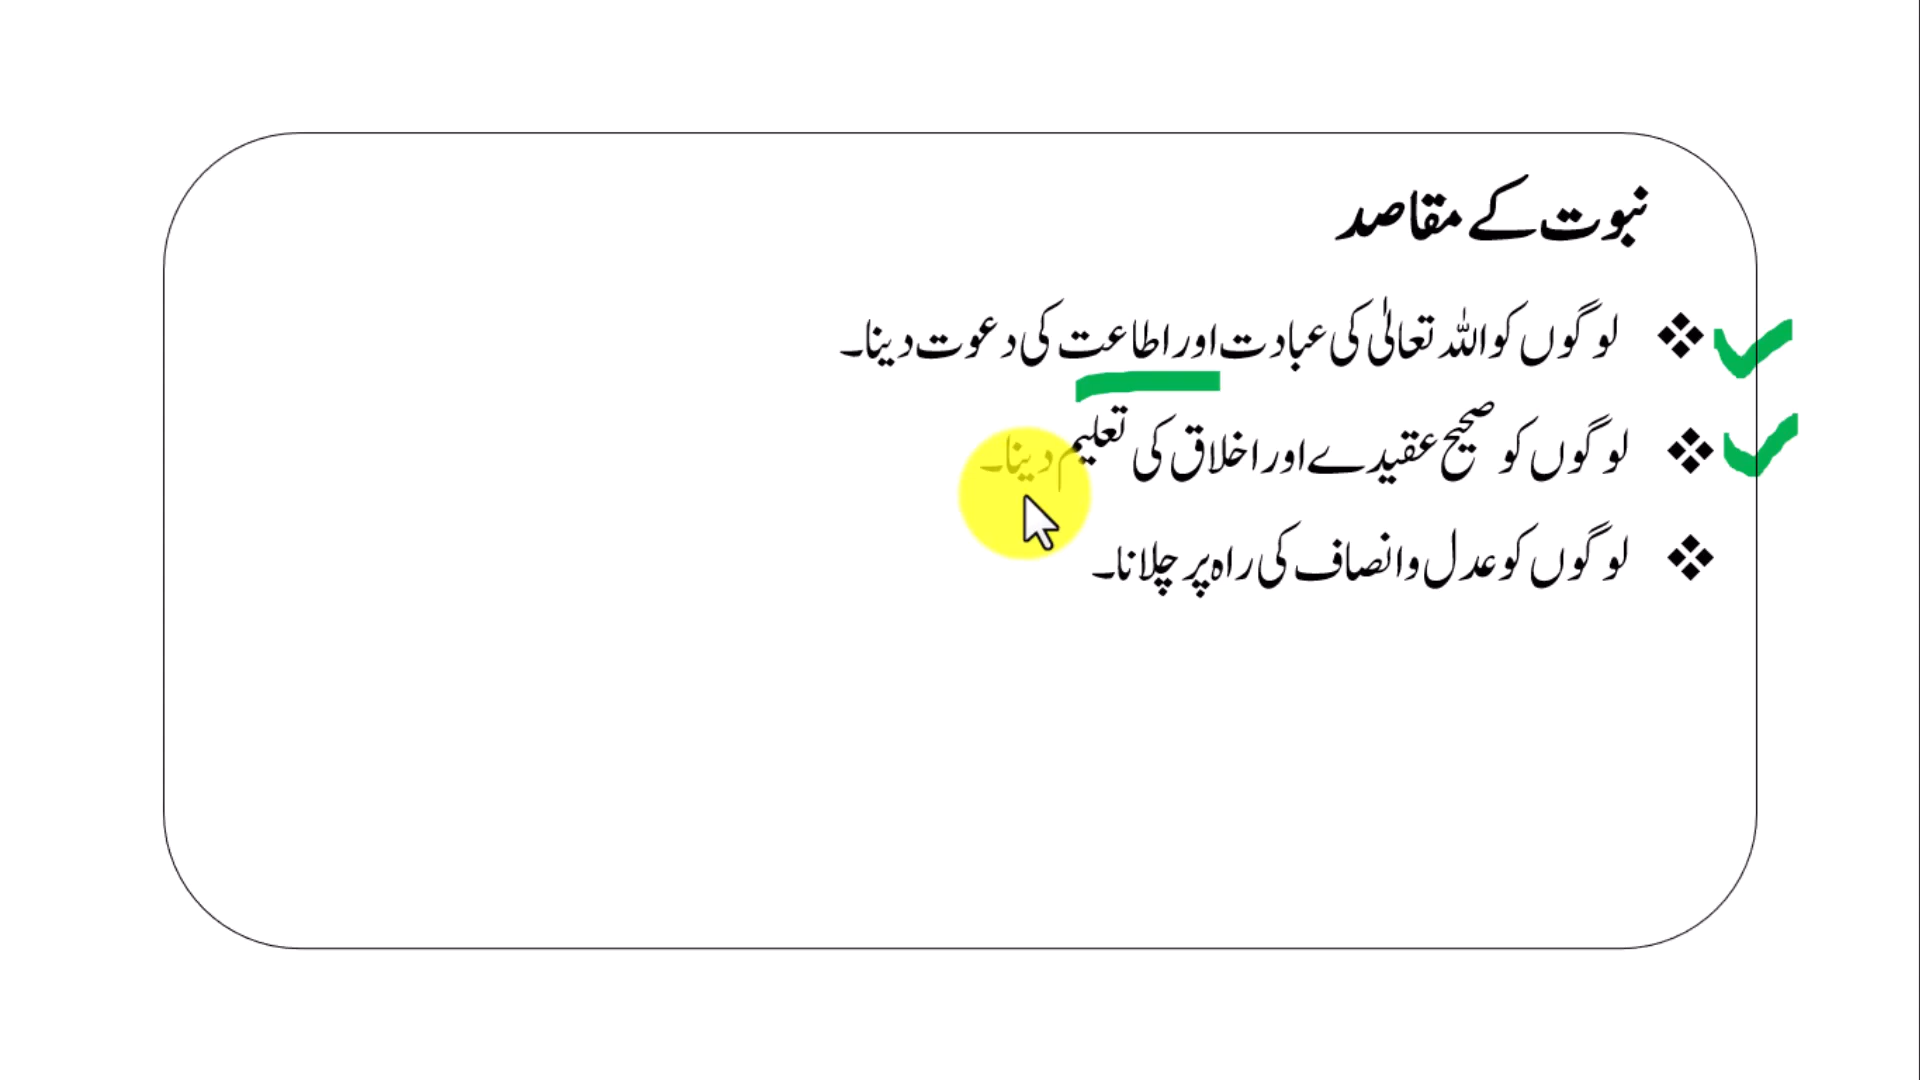 نبوت کے مقاصد
❖ لوگوں کو اللہ تعالیٰ کی عبادت اور اطاعت کی دعوت دینا۔
❖ لوگوں کو صحیح عقیدے اور اخلاق کی تعلیم دینا۔
❖ لوگوں کو عدل و انصاف کی راہ پر چلانا۔